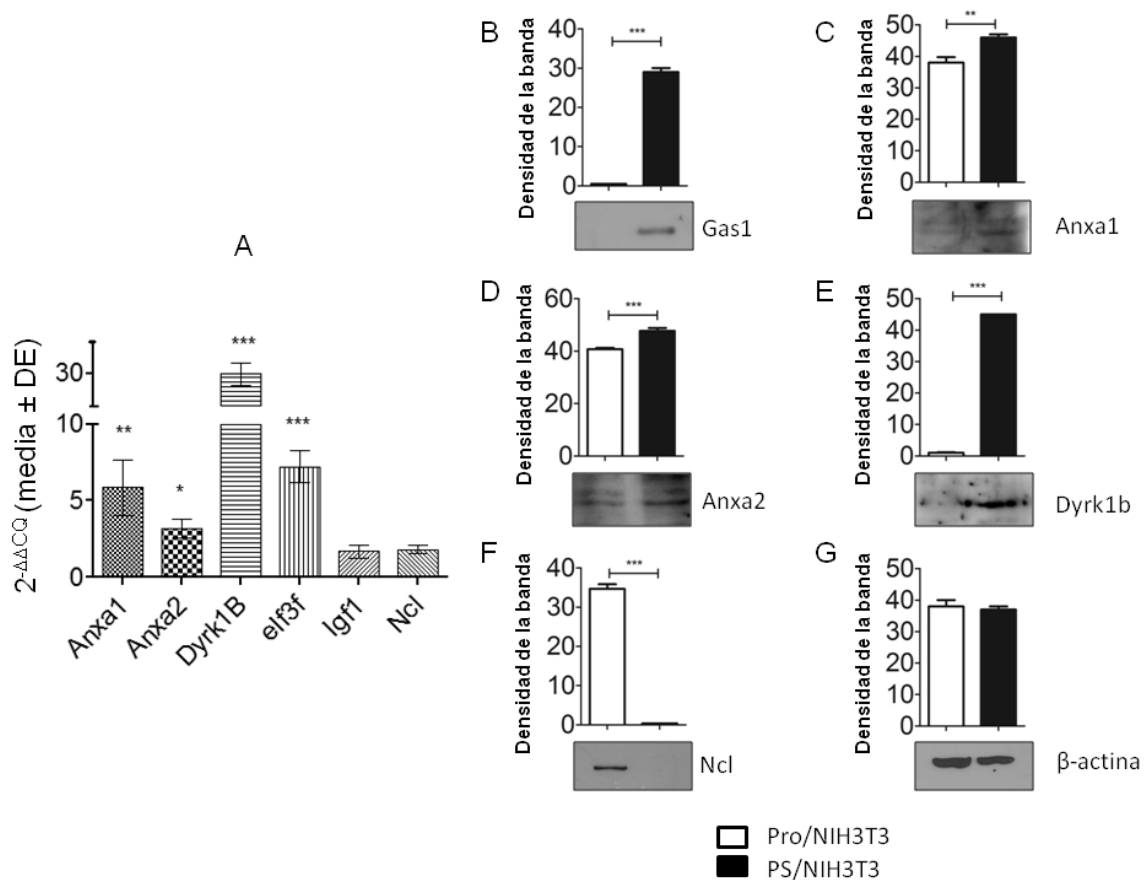 A
2-ΔΔCQ (media ± DE)
30
10
5
0
**
*
***
***
Anxa1
Anxa2
Dyrk1B
eIf3f
Igf1
Ncl
B
Densidad de la banda
40
30
20
10
0
***
Gas1
C
Densidad de la banda
50
40
30
20
10
0
**
Anxa1
D
Densidad de la banda
60
40
20
0
***
Anxa2
E
Densidad de la banda
50
40
30
20
10
0
***
Dyrk1b
F
Densidad de la banda
40
30
20
10
0
***
Ncl
G
Densidad de la banda
50
40
30
20
10
0
β-actina
Pro/NIH3T3
PS/NIH3T3